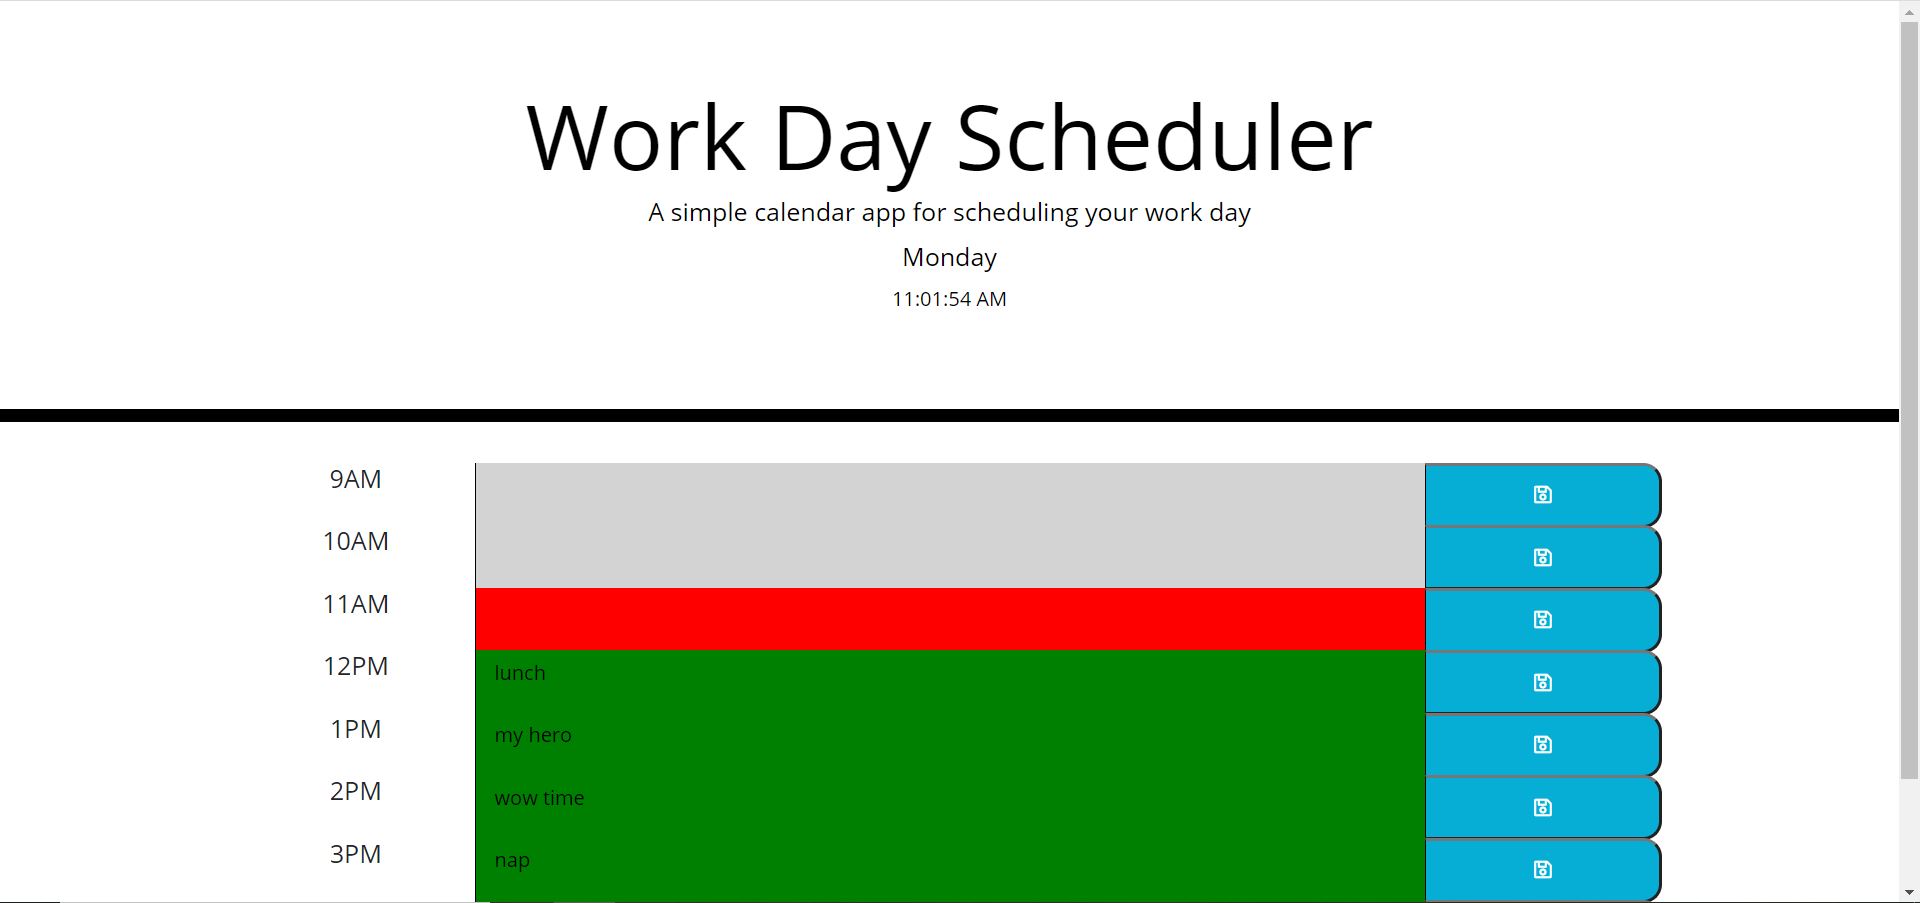 Work Day Scheduler
A simple calendar app for scheduling your work day
Monday
11:01:54 AM
9AM
10AM
11AM
12PM lunch
1PM my hero
2PM wow time
3PM nap